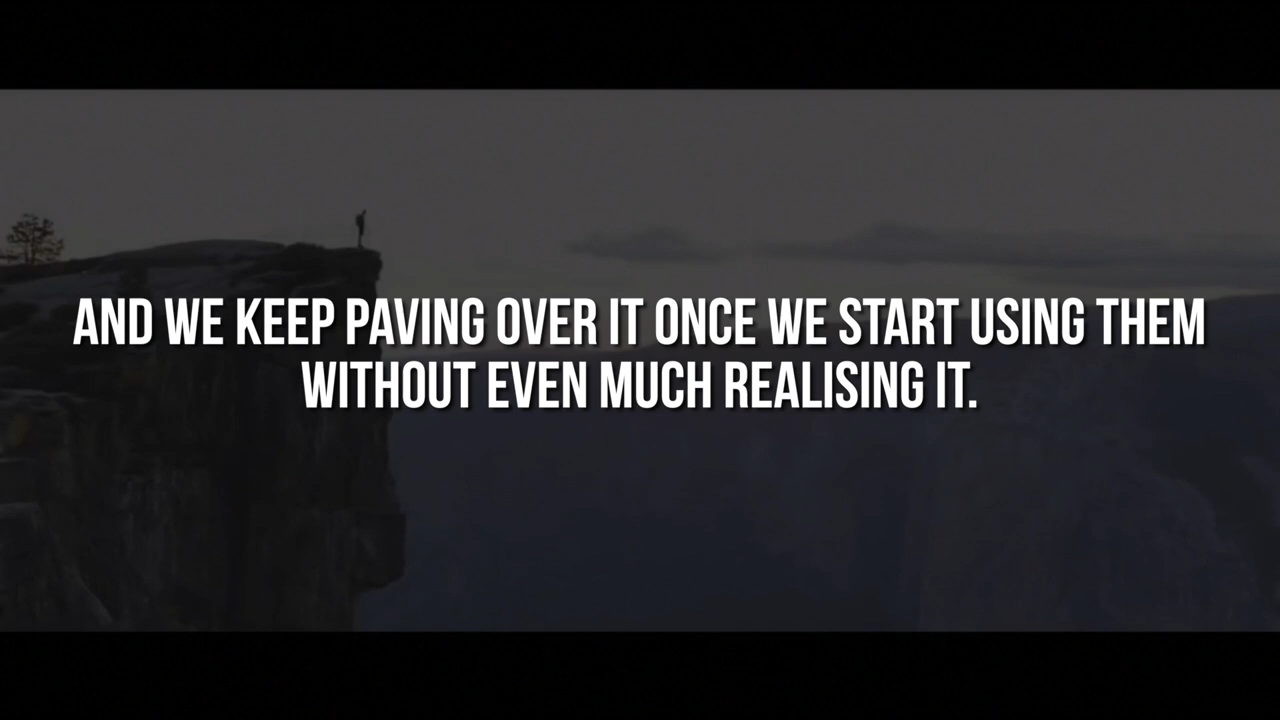 AND WE KEEP PAVING OVER IT ONCE WE START USING THEM
WITHOUT EVEN MUCH REALISING IT.